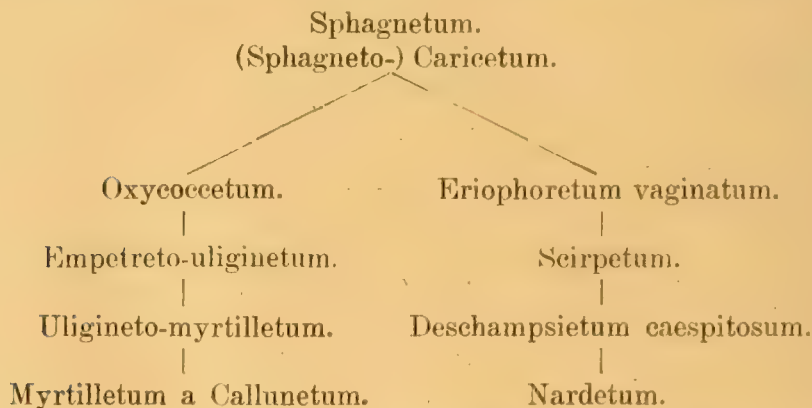 Sphagnetum.
(Sphagneto-) Caricetum.
Oxycoccetum. Eriophoretum vaginatum.
Empetreto-uliginetum. Scirpetum.
Uligineto-myrtilletum. Deschampsietum caespitosum.
Myrtilletum a Callunetum. Nardetum.